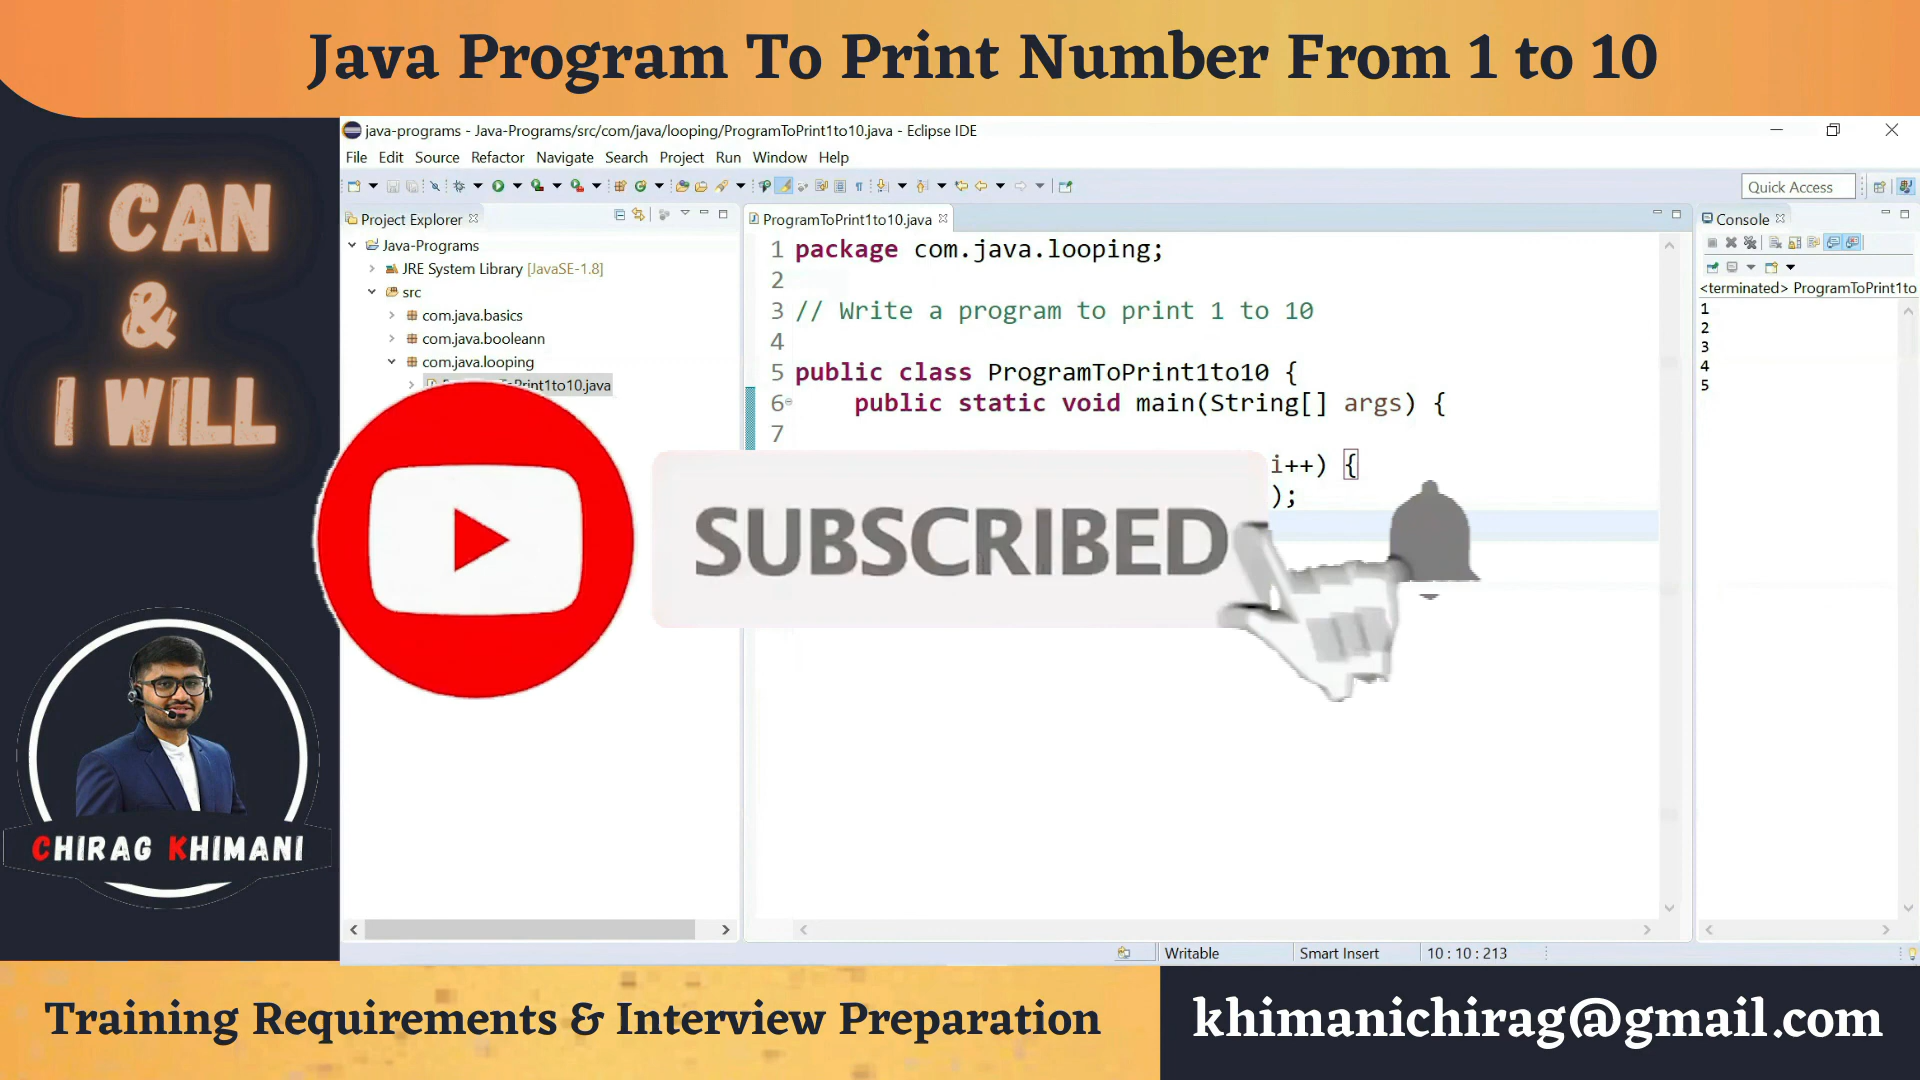 Java Program To Print Number From 1 to 10
I CAN
&
I WILL
CHIRAG KHIMANI
java-programs - Java-Programs/src/com/java/looping/ProgramToPrint1to10.java - Eclipse IDE
File Edit Source Refactor Navigate Search Project Run Window Help
Quick Access
Project Explorer
Java-Programs
JRE System Library [JavaSE-1.8]
src
com.java.basics
com.java.booleann
com.java.looping
Print1to10.java
ProgramToPrint1to10.java
1 package com.java.looping;
2
3 // Write a program to print 1 to 10
4
5 public class ProgramToPrint1to10 {
6 public static void main(String[] args) {
7
i++) {
);
SUBSCRIBED
Console
<terminated> ProgramToPrint1to
1
2
3
4
5
Writable Smart Insert 10 : 10 : 213
Training Requirements & Interview Preparation
khimanichirag@gmail.com